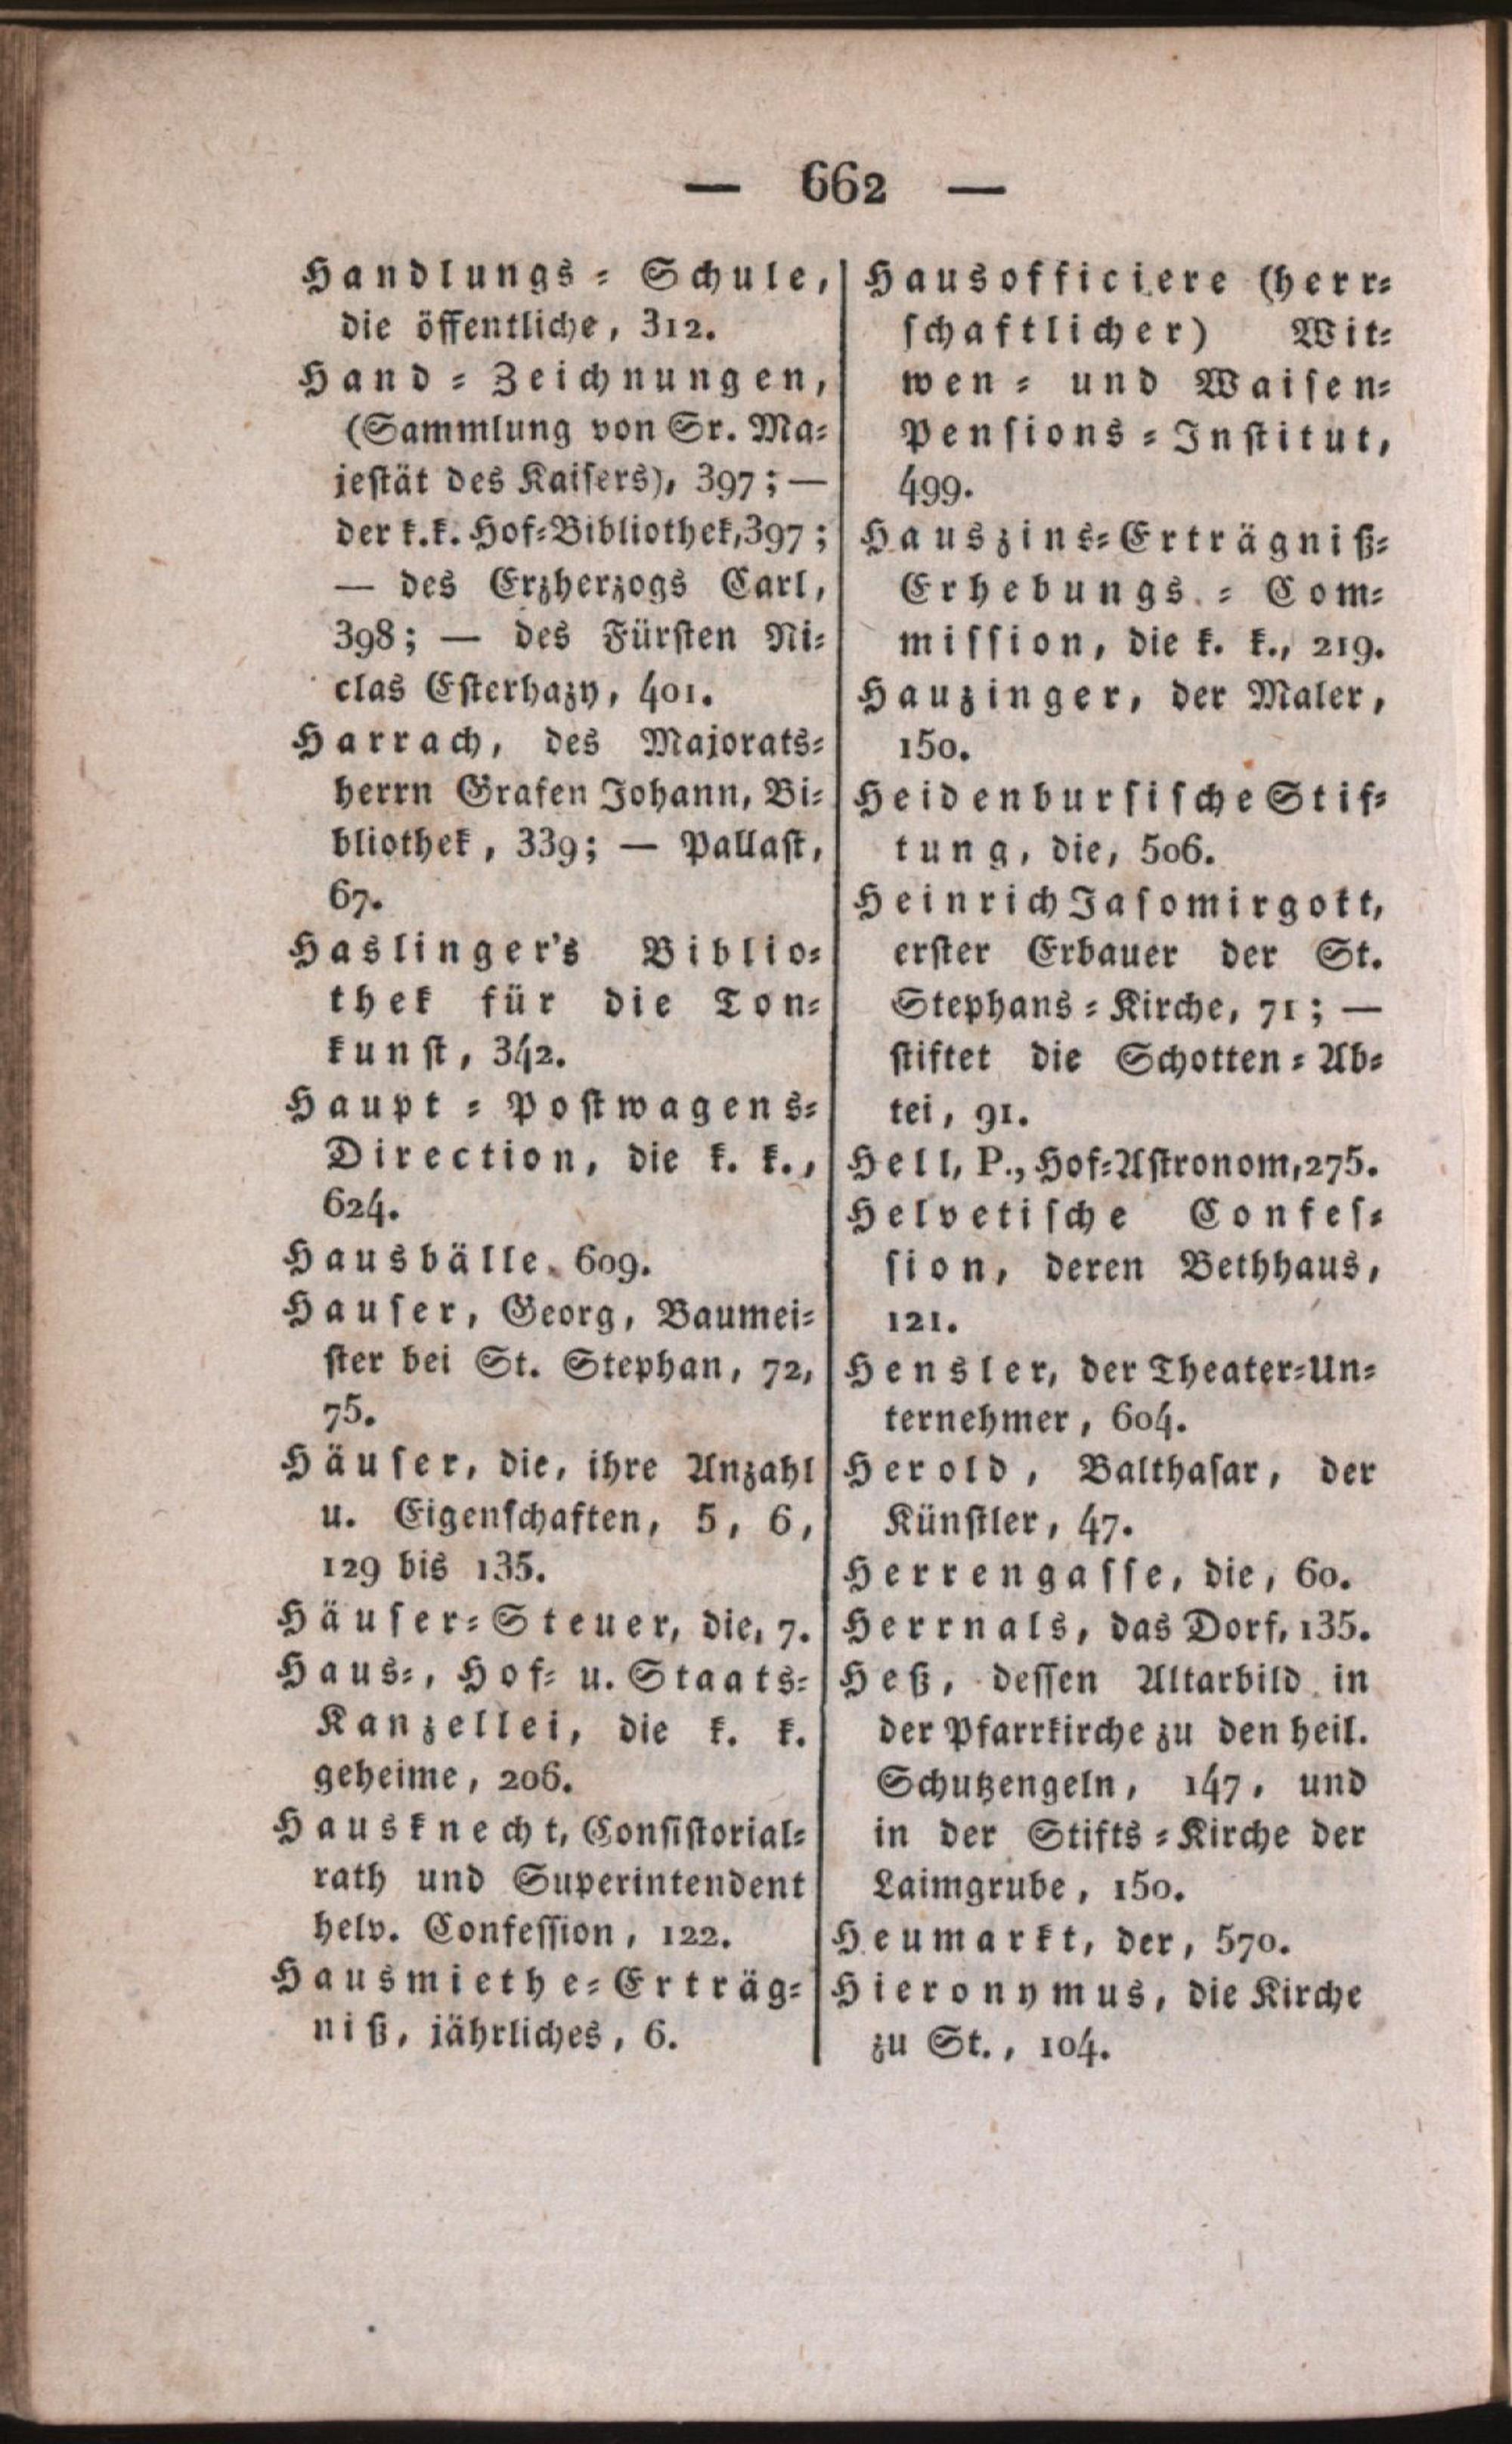 — 662 —
Handlungs-Schule,
die öffentliche, 312.
Hand-Zeichnungen,
(Sammlung von Sr. Ma-
jestät des Kaisers), 397; —
der k.k. Hof-Bibliothek, 397;
— des Erzherzogs Carl,
398; — des Fürsten Ni-
clas Esterhazy, 401.
Harrach, des Majorats-
herrn Grafen Johann, Bi-
bliothek, 339; — Pallast,
67.
Haslinger's Biblio-
thek für die Ton-
kunst, 342.
Haupt-Postwagens-
Direction, die k. k.,
624.
Hausbälle. 609.
Hauser, Georg, Baumei-
ster bei St. Stephan, 72,
75.
Häuser, die, ihre Anzahl
u. Eigenschaften, 5, 6,
129 bis 135.
Häuser-Steuer, die, 7.
Haus-, Hof- u. Staats-
Kanzellei, die k. k.
geheime, 206.
Hausknecht, Consistorial-
rath und Superintendent
helv. Confession, 122.
Hausmiethe-Erträg-
niß, jährliches, 6.
Hausofficiere (herr-
schaftlicher) Wit-
wen- und Waisen-
Pensions-Institut,
499.
Hauszins-Erträgniß-
Erhebungs-Com-
mission, die k. k., 219.
Hauzinger, der Maler,
150.
Heidenbursische Stif-
tung, die, 506.
Heinrich Jasomirgott,
erster Erbauer der St.
Stephans-Kirche, 71; —
stiftet die Schotten-Ab-
tei, 91.
Hell, P., Hof-Astronom, 275.
Helvetische Confes-
sion, deren Bethhaus,
121.
Hensler, der Theater-Un-
ternehmer, 604.
Herold, Balthasar, der
Künstler, 47.
Herrengasse, die, 60.
Herrnals, das Dorf, 135.
Heß, dessen Altarbild in
der Pfarrkirche zu den heil.
Schutzengeln, 147, und
in der Stifts-Kirche der
Laimgrube, 150.
Heumarkt, der, 570.
Hieronymus, die Kirche
zu St., 104.